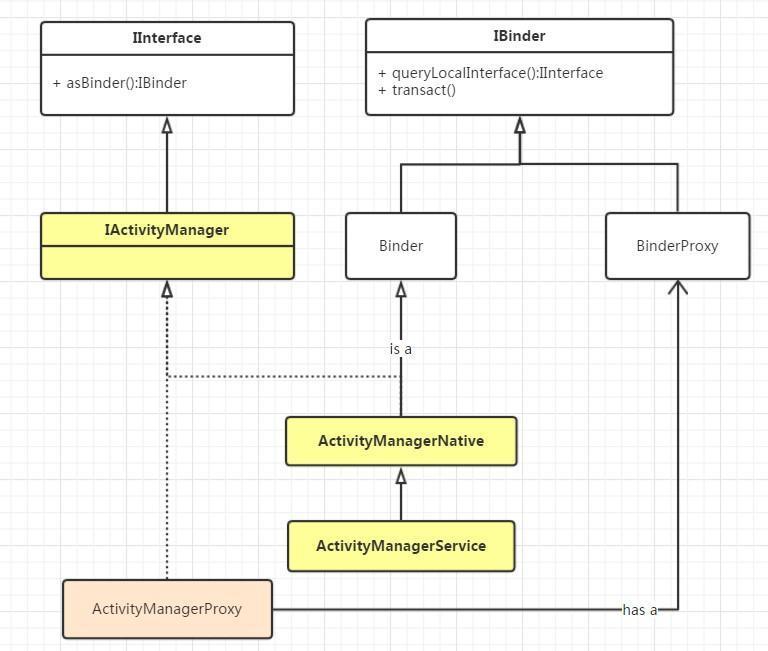 IInterface
+ asBinder():IBinder
IBinder
+ queryLocalInterface():IInterface
+ transact()
IActivityManager
Binder
BinderProxy
is a
ActivityManagerNative
ActivityManagerService
ActivityManagerProxy
has a